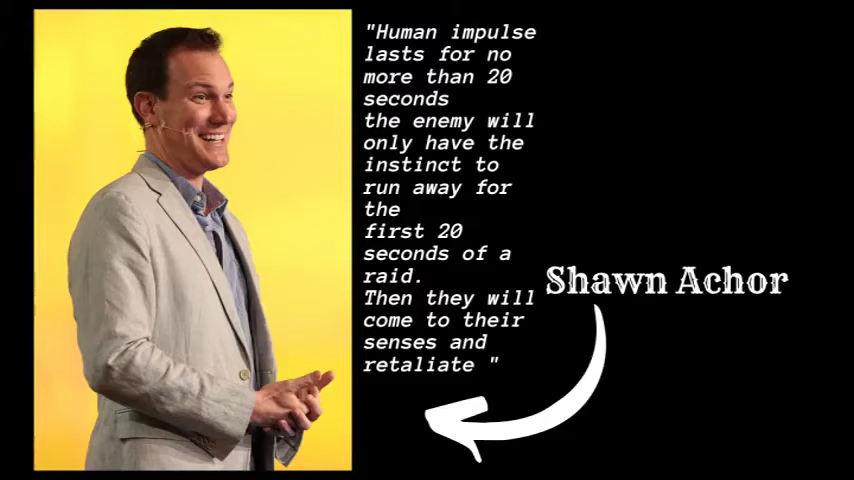 "Human impulse
lasts for no
more than 20
seconds
the enemy will
only have the
instinct to
run away for
the
first 20
seconds of a
raid.
Then they will
come to their
senses and
retaliate "
Shawn Achor